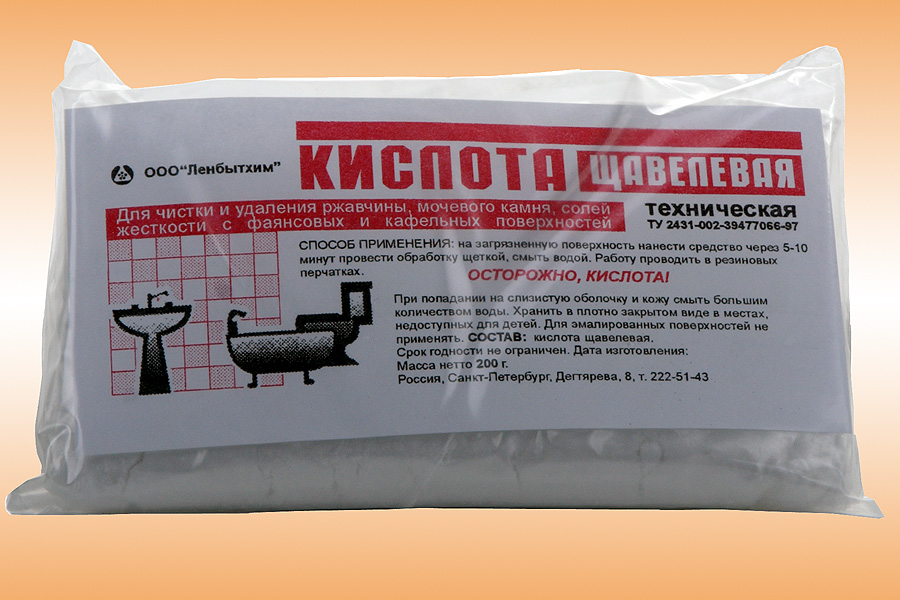 ООО"Ленбытхим"
КИСЛОТА ЩАВЕЛЕВАЯ
Для чистки и удаления ржавчины, мочевого камня, солей
жесткости с фаянсовых и кафельных поверхностей
техническая
ТУ 2431-002-39477066-97
СПОСОБ ПРИМЕНЕНИЯ: на загрязненную поверхность нанести средство через 5-10
минут провести обработку щеткой, смыть водой. Работу проводить в резиновых
перчатках.
ОСТОРОЖНО, КИСЛОТА!
При попадании на слизистую оболочку и кожу смыть большим
количеством воды. Хранить в плотно закрытом виде в местах,
недоступных для детей. Для эмалированных поверхностей не
применять. СОСТАВ: кислота щавелевая.
Срок годности не ограничен. Дата изготовления:
Масса нетто 200 г.
Россия, Санкт-Петербург, Дегтярева, 8, т. 222-51-43